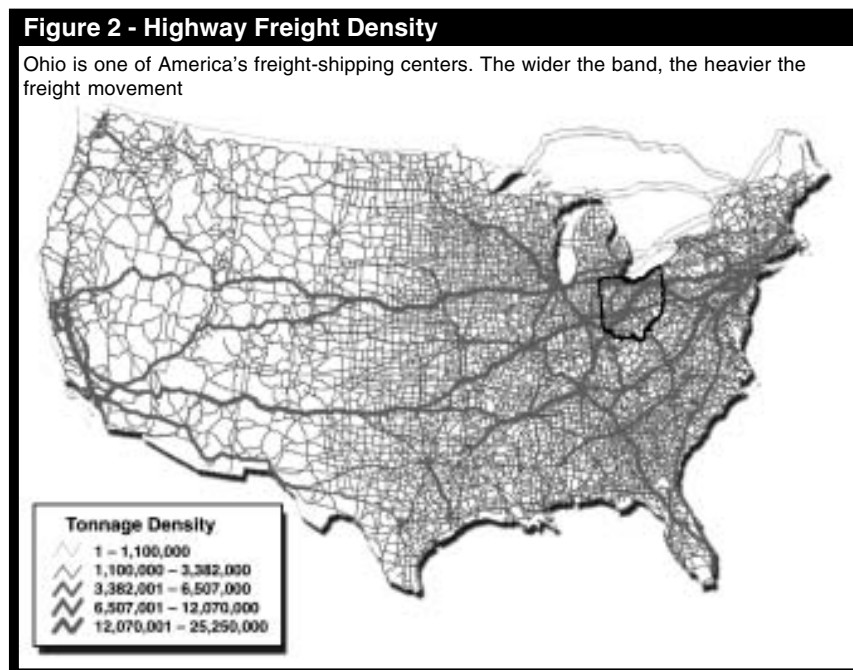 Figure 2 - Highway Freight Density
Ohio is one of America's freight-shipping centers. The wider the band, the heavier the
freight movement
Tonnage Density
1 – 1,100,000
1,100,000 – 3,382,000
3,382,001 – 6,507,000
6,507,001 – 12,070,000
12,070,001 – 25,250,000